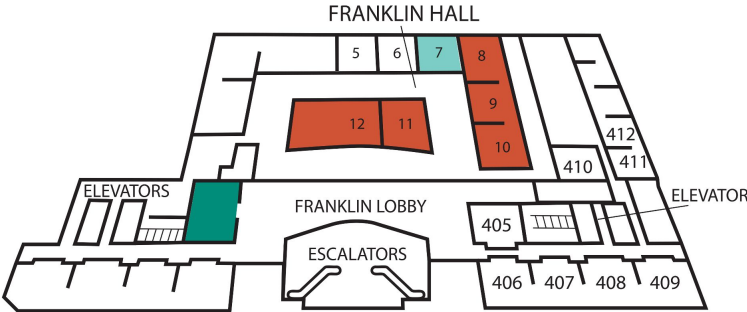 FRANKLIN HALL
5 6 7 8
9
12 11
10
412
411
410
ELEVATORS
ELEVATOR
FRANKLIN LOBBY
405
ESCALATORS
406 407 408 409